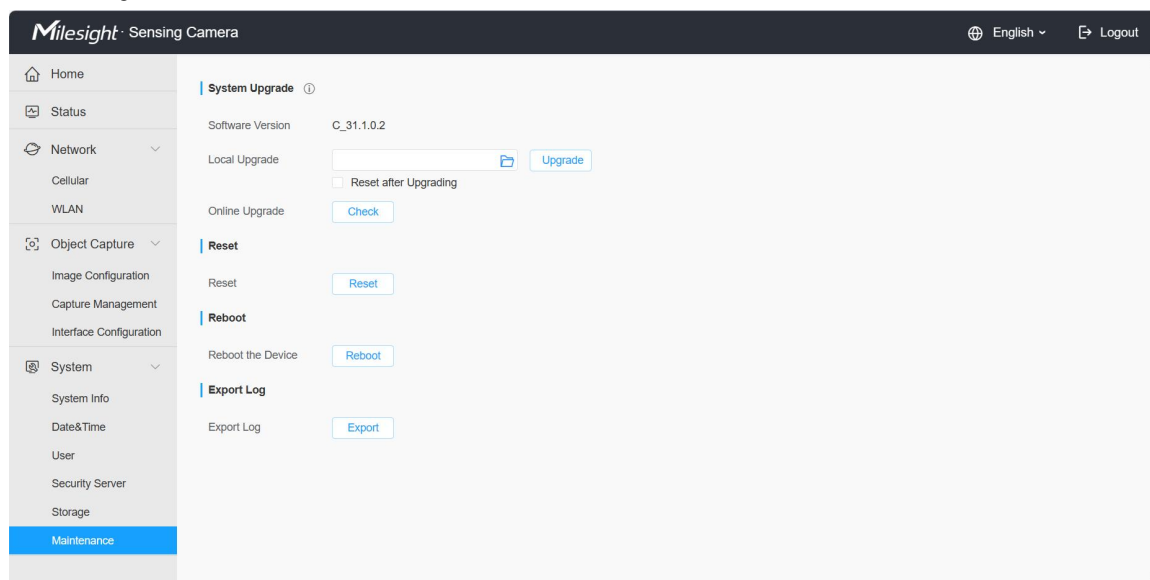 Milesight · Sensing Camera
English
Logout
Home
Status
Network
Cellular
WLAN
Object Capture
Image Configuration
Capture Management
Interface Configuration
System
System Info
Date&Time
User
Security Server
Storage
Maintenance
System Upgrade
Software Version C_31.1.0.2
Local Upgrade Upgrade
Reset after Upgrading
Online Upgrade Check
Reset
Reset Reset
Reboot
Reboot the Device Reboot
Export Log
Export Log Export